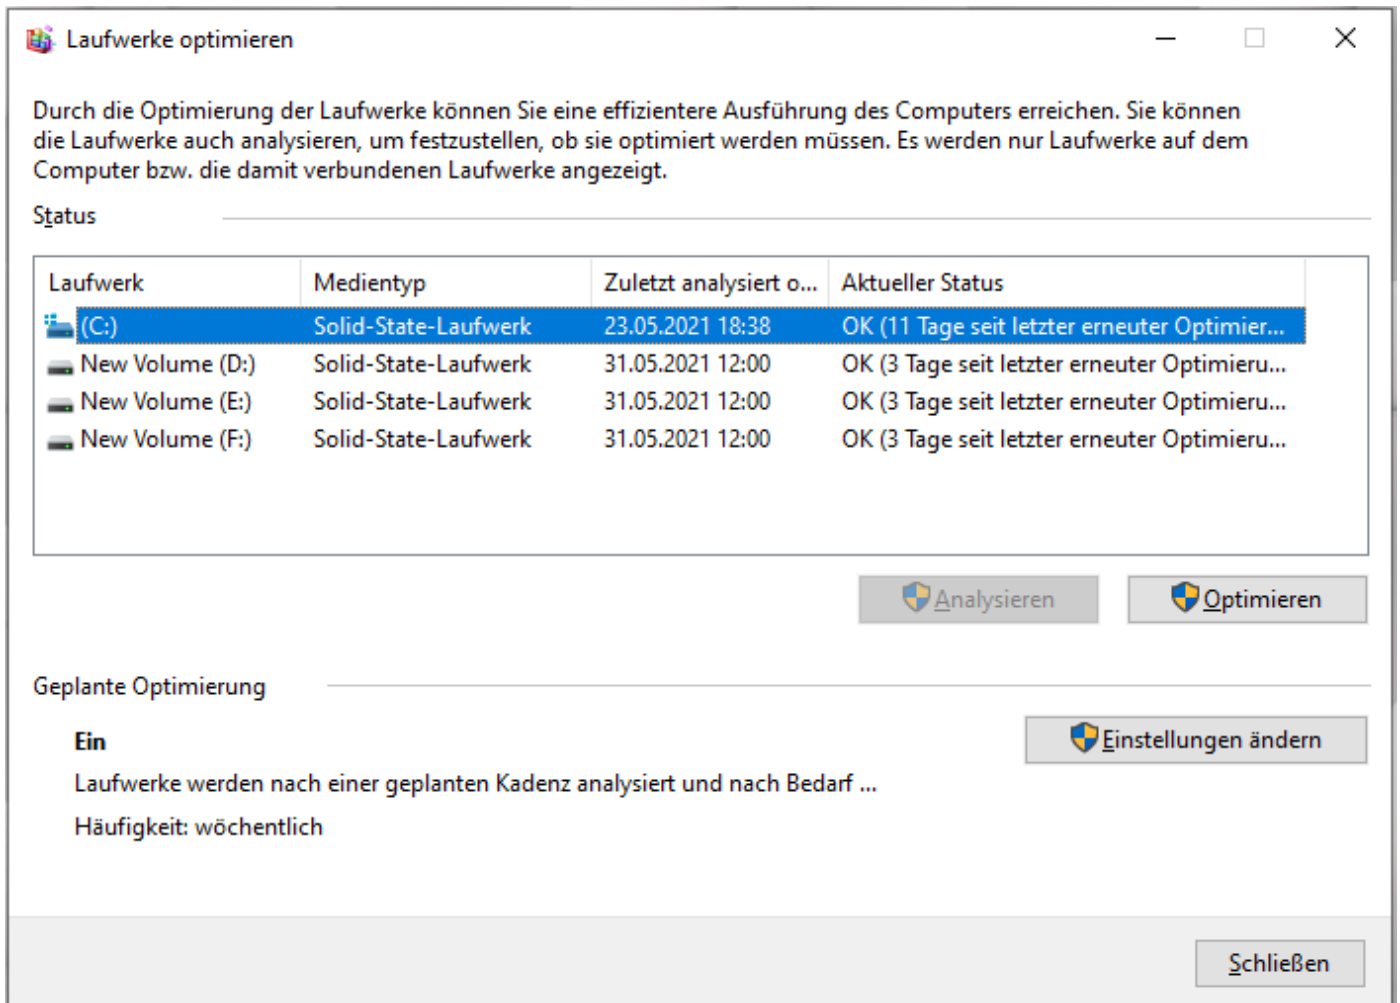 Laufwerke optimieren
Durch die Optimierung der Laufwerke können Sie eine effizientere Ausführung des Computers erreichen. Sie können
die Laufwerke auch analysieren, um festzustellen, ob sie optimiert werden müssen. Es werden nur Laufwerke auf dem
Computer bzw. die damit verbundenen Laufwerke angezeigt.
Status
Laufwerk Medientyp Zuletzt analysiert o... Aktueller Status
(C:) Solid-State-Laufwerk 23.05.2021 18:38 OK (11 Tage seit letzter erneuter Optimier...
New Volume (D:) Solid-State-Laufwerk 31.05.2021 12:00 OK (3 Tage seit letzter erneuter Optimieru...
New Volume (E:) Solid-State-Laufwerk 31.05.2021 12:00 OK (3 Tage seit letzter erneuter Optimieru...
New Volume (F:) Solid-State-Laufwerk 31.05.2021 12:00 OK (3 Tage seit letzter erneuter Optimieru...
Analysieren Optimieren
Geplante Optimierung
Ein Einstellungen ändern
Laufwerke werden nach einer geplanten Kadenz analysiert und nach Bedarf ...
Häufigkeit: wöchentlich
Schließen